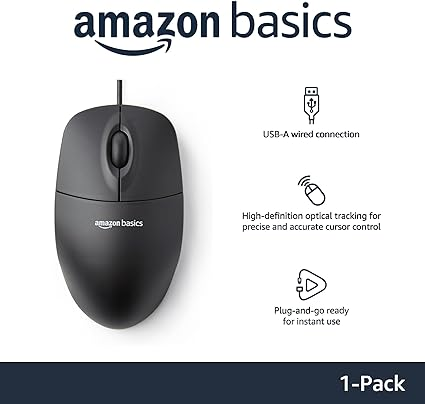 amazon basics
USB-A wired connection
amazon basics
High-definition optical tracking for
precise and accurate cursor control
Plug-and-go ready
for instant use
1-Pack